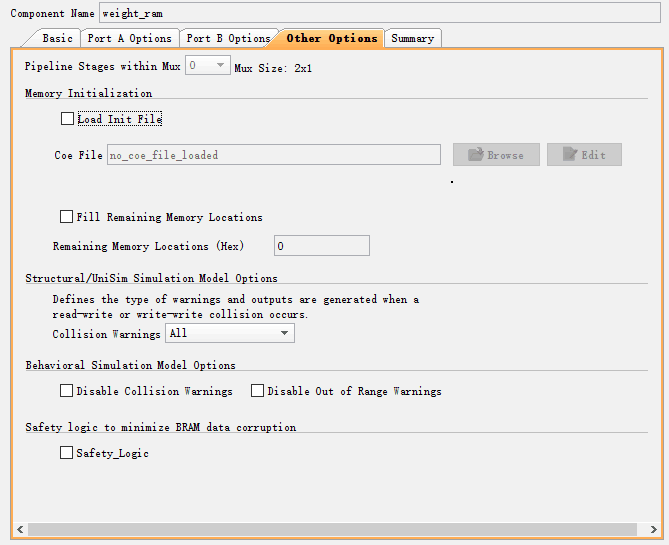 Component Name weight_ram
Basic Port A Options Port B Options Other Options Summary
Pipeline Stages within Mux 0 Mux Size: 2x1
Memory Initialization
Load Init File
Coe File no_coe_file_loaded Browse Edit
Fill Remaining Memory Locations
Remaining Memory Locations (Hex) 0
Structural/UniSim Simulation Model Options
Defines the type of warnings and outputs are generated when a
read-write or write-write collision occurs.
Collision Warnings All
Behavioral Simulation Model Options
Disable Collision Warnings Disable Out of Range Warnings
Safety logic to minimize BRAM data corruption
Safety_Logic